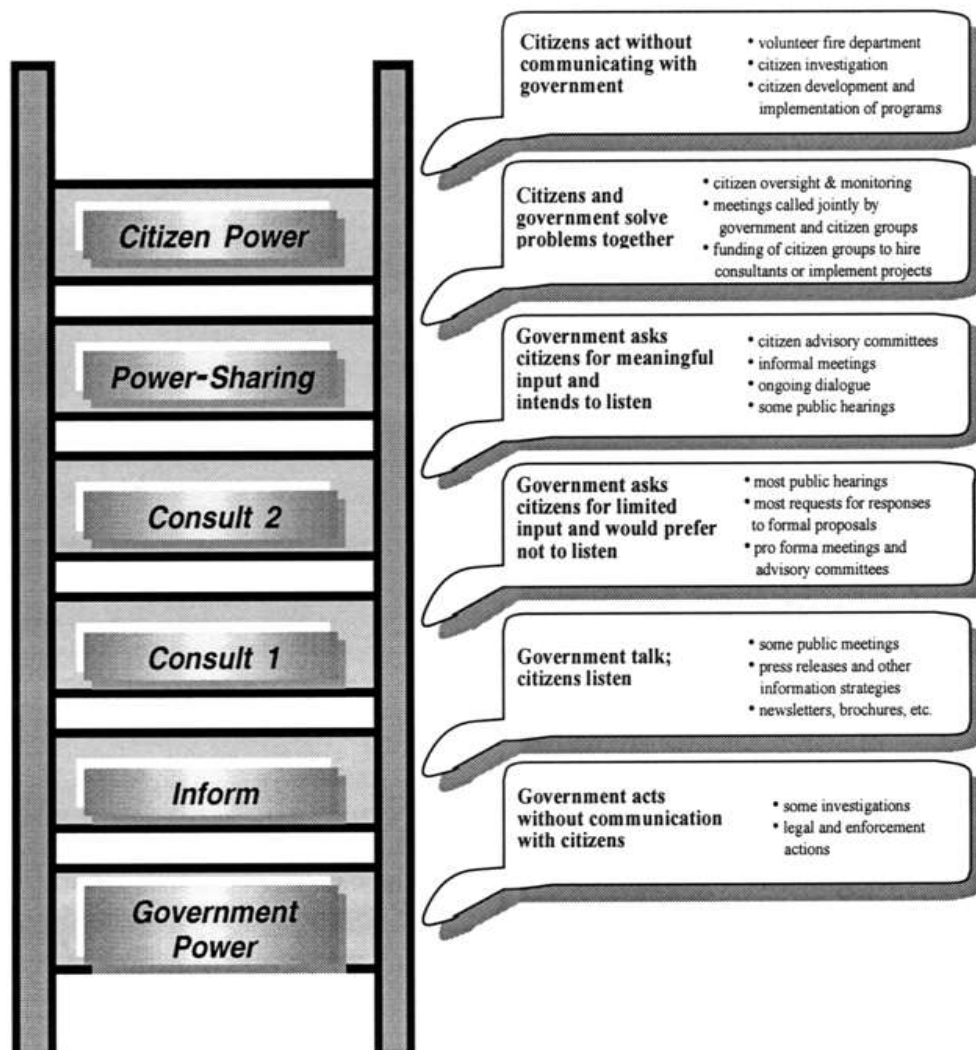 Citizens act without
communicating with
government
• volunteer fire department
• citizen investigation
• citizen development and
implementation of programs
Citizen Power
Citizens and
government solve
problems together
• citizen oversight & monitoring
• meetings called jointly by
government and citizen groups
• funding of citizen groups to hire
consultants or implement projects
Power-Sharing
Government asks
citizens for meaningful
input and
intends to listen
• citizen advisory committees
• informal meetings
• ongoing dialogue
• some public hearings
Consult 2
Government asks
citizens for limited
input and would prefer
not to listen
• most public hearings
• most requests for responses
to formal proposals
• pro forma meetings and
advisory committees
Consult 1
Government talk;
citizens listen
• some public meetings
• press releases and other
information strategies
• newsletters, brochures, etc.
Inform
Government acts
without communication
with citizens
• some investigations
• legal and enforcement
actions
Government
Power